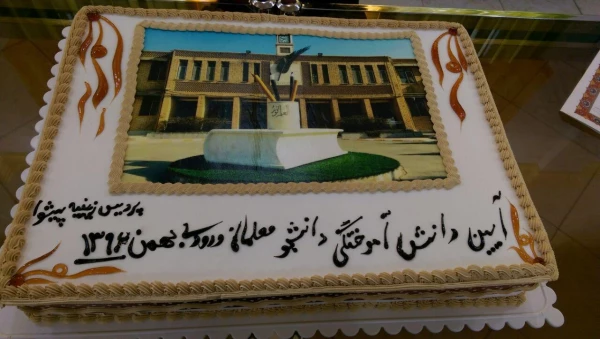 پردیس زینبیه پیشوا
آیین دانش آموختگی دانشجو معلمان ورودی بهمن ۱۳۹۲